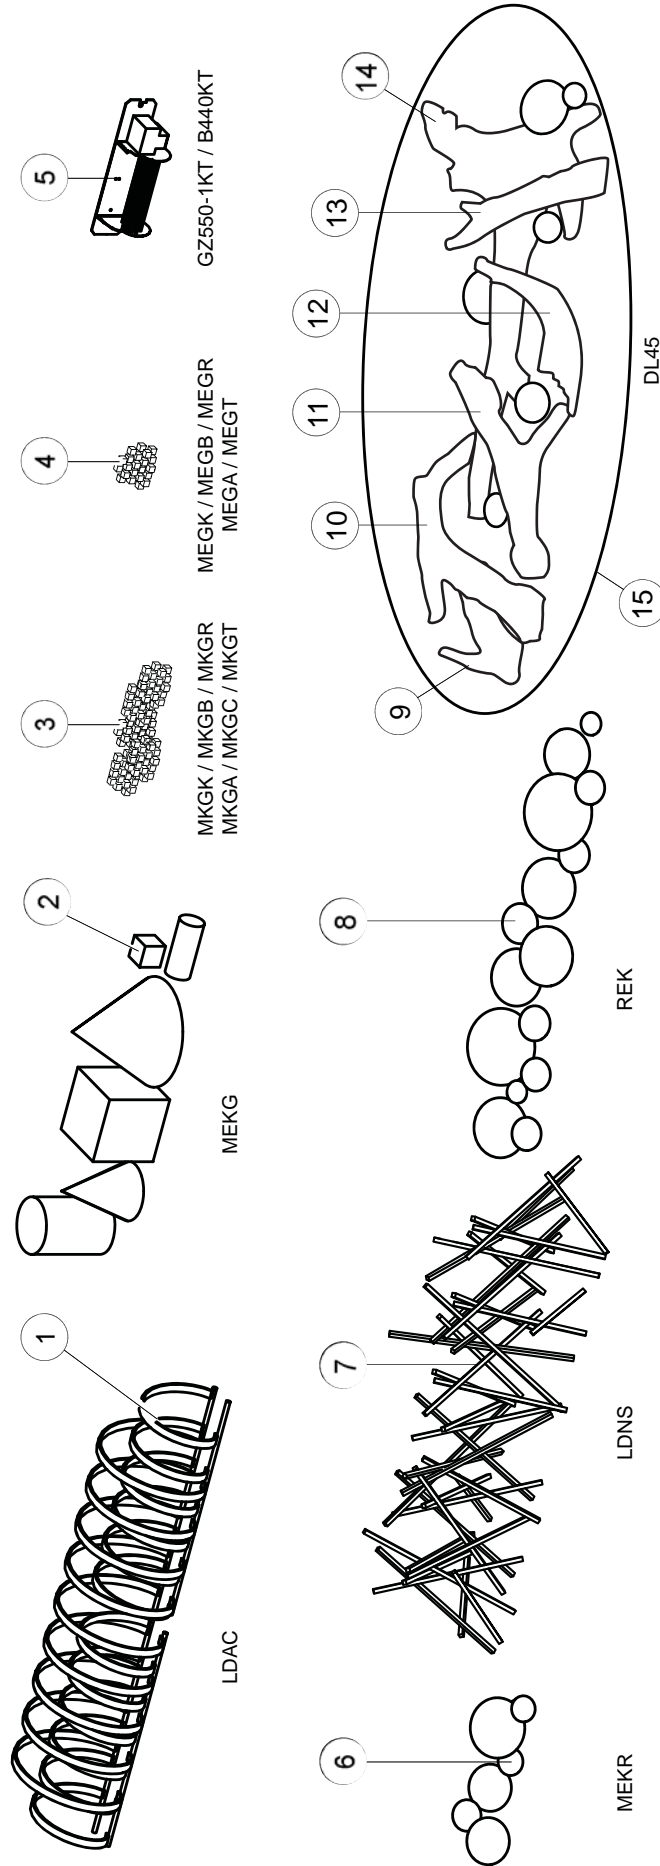 1
LDAC
2
MEKG
3
MKGK / MKGB / MKGR
MKGA / MKGC / MKGT
4
MEGK / MEGB / MEGR
MEGA / MEGT
5
GZ550-1KT / B440KT
6
MEKR
7
LDNS
8
REK
9
10
11
12
13
14
15
DL45